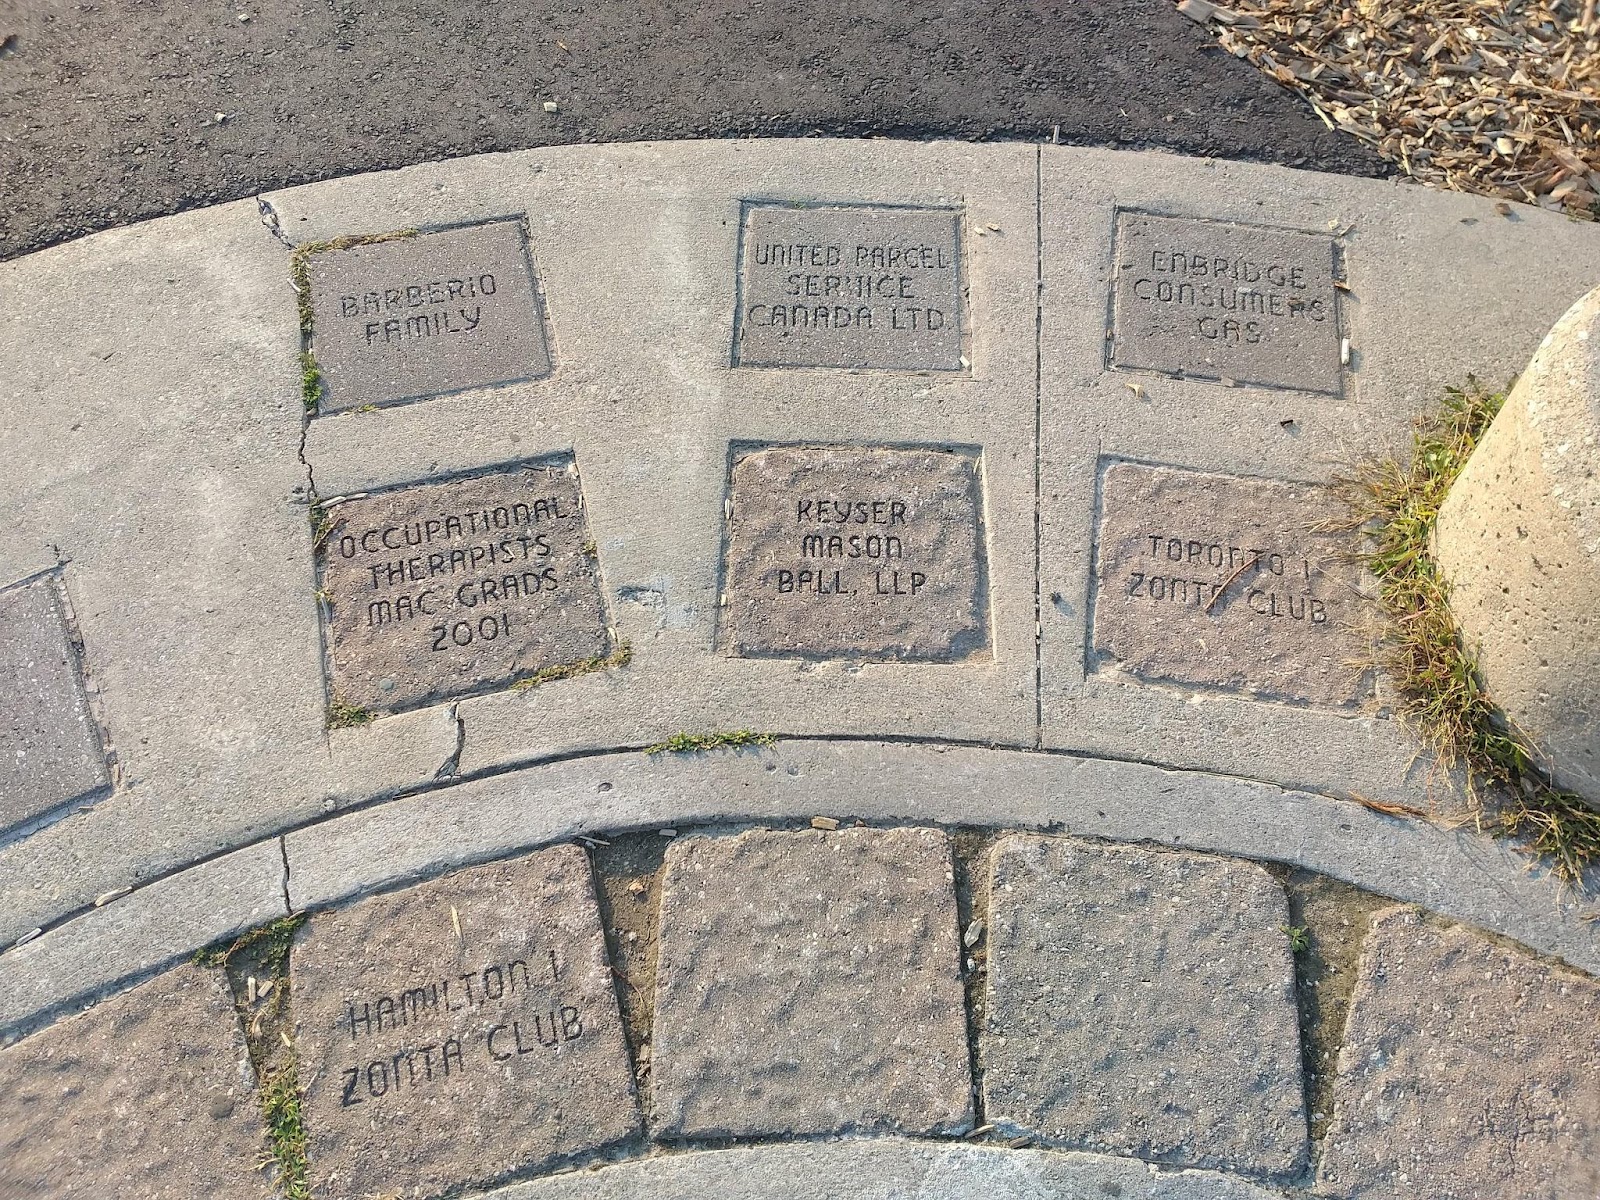 BARBERIO
FAMILY
UNITED PARCEL
SERVICE
CANADA LTD
ENBRIDGE
CONSUMERS
GAS
OCCUPATIONAL
THERAPISTS
MAC GRADS
2001
KEYSER
MASON
BALL, LLP
TORONTO I
ZONTA CLUB
HAMILTON I
ZONTA CLUB